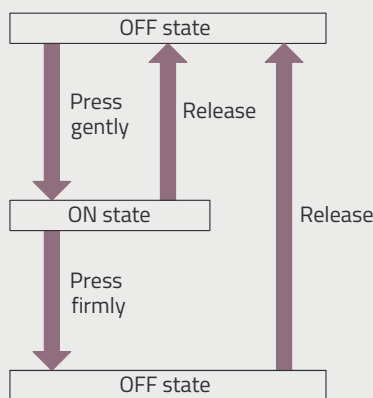 OFF state
Press
gently
Release
ON state
Release
Press
firmly
OFF state